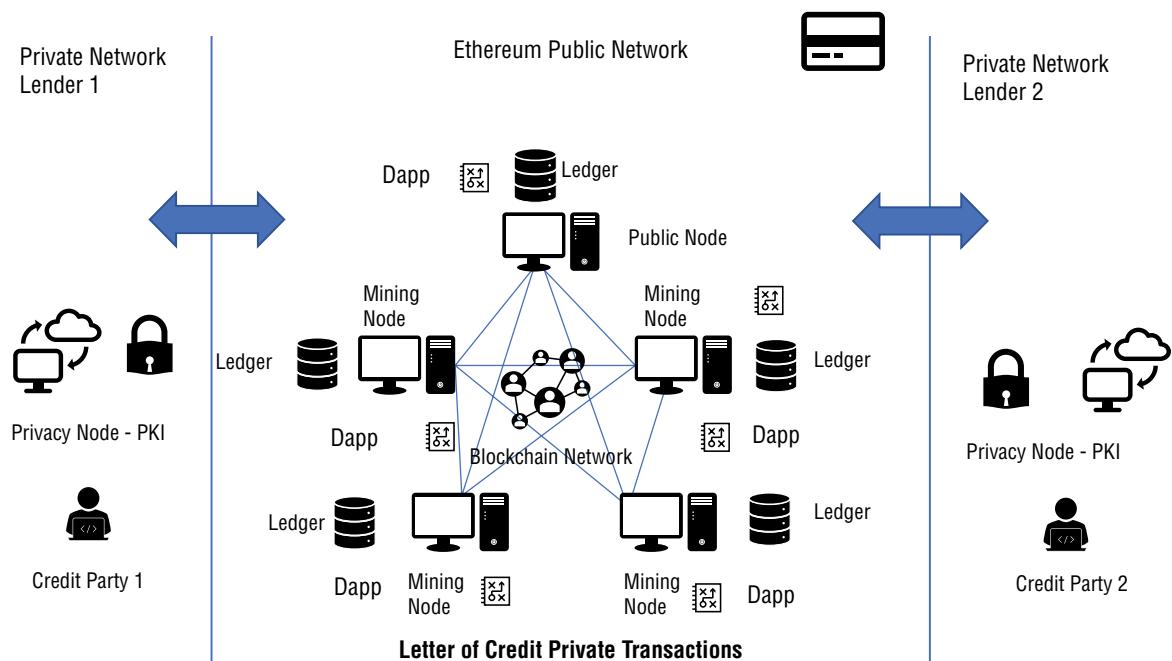 Private Network
Lender 1
Ethereum Public Network
Private Network
Lender 2
Dapp
Ledger
Public Node
Mining
Node
Mining
Node
Ledger
Ledger
Privacy Node - PKI
Dapp
Blockchain Network
Dapp
Privacy Node - PKI
Ledger
Ledger
Credit Party 1
Dapp
Mining
Node
Mining
Node
Dapp
Credit Party 2
Letter of Credit Private Transactions